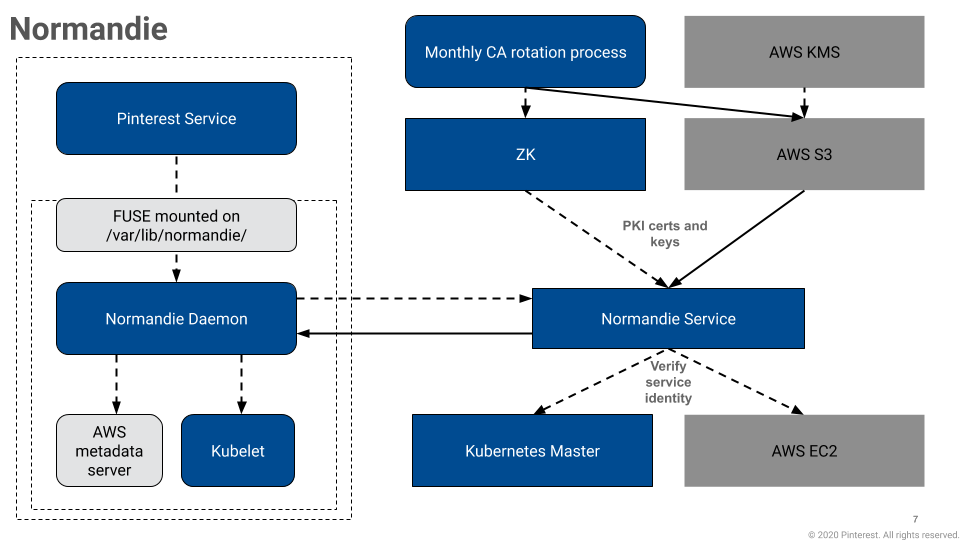 Normandie
Monthly CA rotation process
AWS KMS
Pinterest Service
ZK
AWS S3
FUSE mounted on
/var/lib/normandie/
PKI certs and
keys
Normandie Daemon
Normandie Service
Verify
service
identity
AWS
metadata
server
Kubelet
Kubernetes Master
AWS EC2
7
© 2020 Pinterest. All rights reserved.